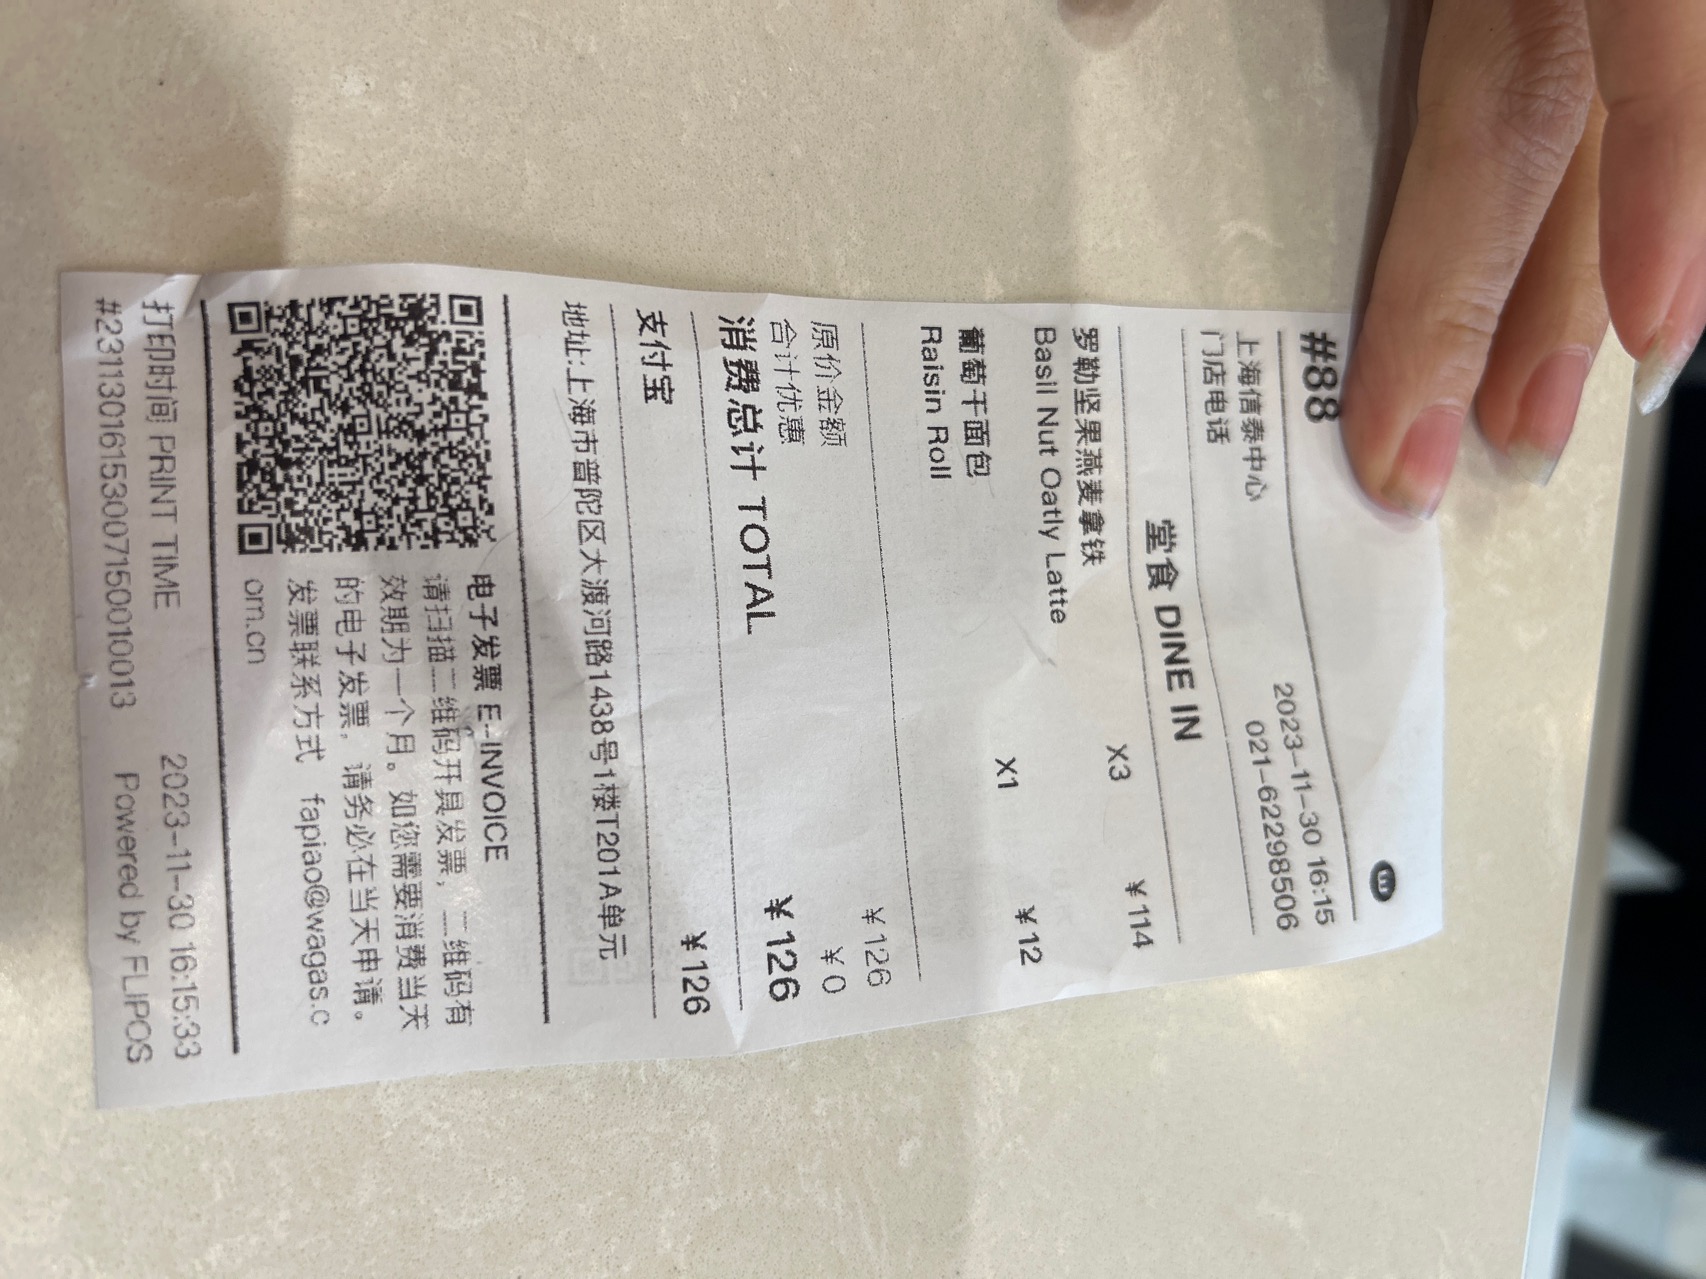 #88
上海信泰中心 2023-11-30 16:15
门店电话 021-62298506
堂食 DINE IN
罗勒坚果燕麦拿铁 X3 ¥114
Basil Nut Oatly Latte
葡萄干面包 X1 ¥12
Raisin Roll
原价金额 ¥126
合计优惠 ¥0
消费总计 TOTAL ¥126
支付宝 ¥126
地址:上海市普陀区大渡河路1438号1楼T201A单元
电子发票 E-INVOICE
请扫描二维码开具发票,二维码有
效期为一个月。如您需要消费当天
的电子发票,请务必在当天申请。
发票联系方式 fapiao@wagas.c
om.cn
打印时间 PRINT TIME 2023-11-30 16:15:33
#23113016153007150010013 Powered by FLIPOS